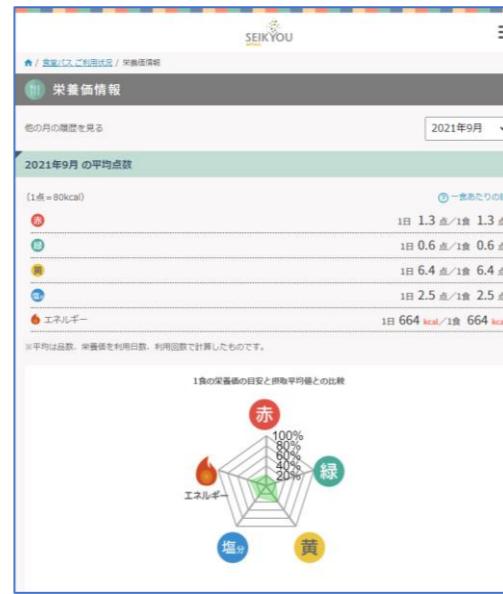 SEIKYOU
/ 食堂パス ご利用状況 / 栄養価情報
栄養価情報
他の月の履歴を見る
2021年9月
2021年9月 の平均点数
(1点=80kcal)
一食あたりの
赤
1日 1.3 点/1食 1.3
緑
1日 0.6 点/1食 0.6
黄
1日 6.4 点/1食 6.4
塩分
1日 2.5 点/1食 2.5
エネルギー
1日 664 kcal/1食 664
※平均は品数、栄養価を利用日数、利用回数で計算したものです。
1食の栄養価の目安と摂取平均値との比較
赤
100%
80%
60%
40%
20%
緑
エネルギー
塩分
黄